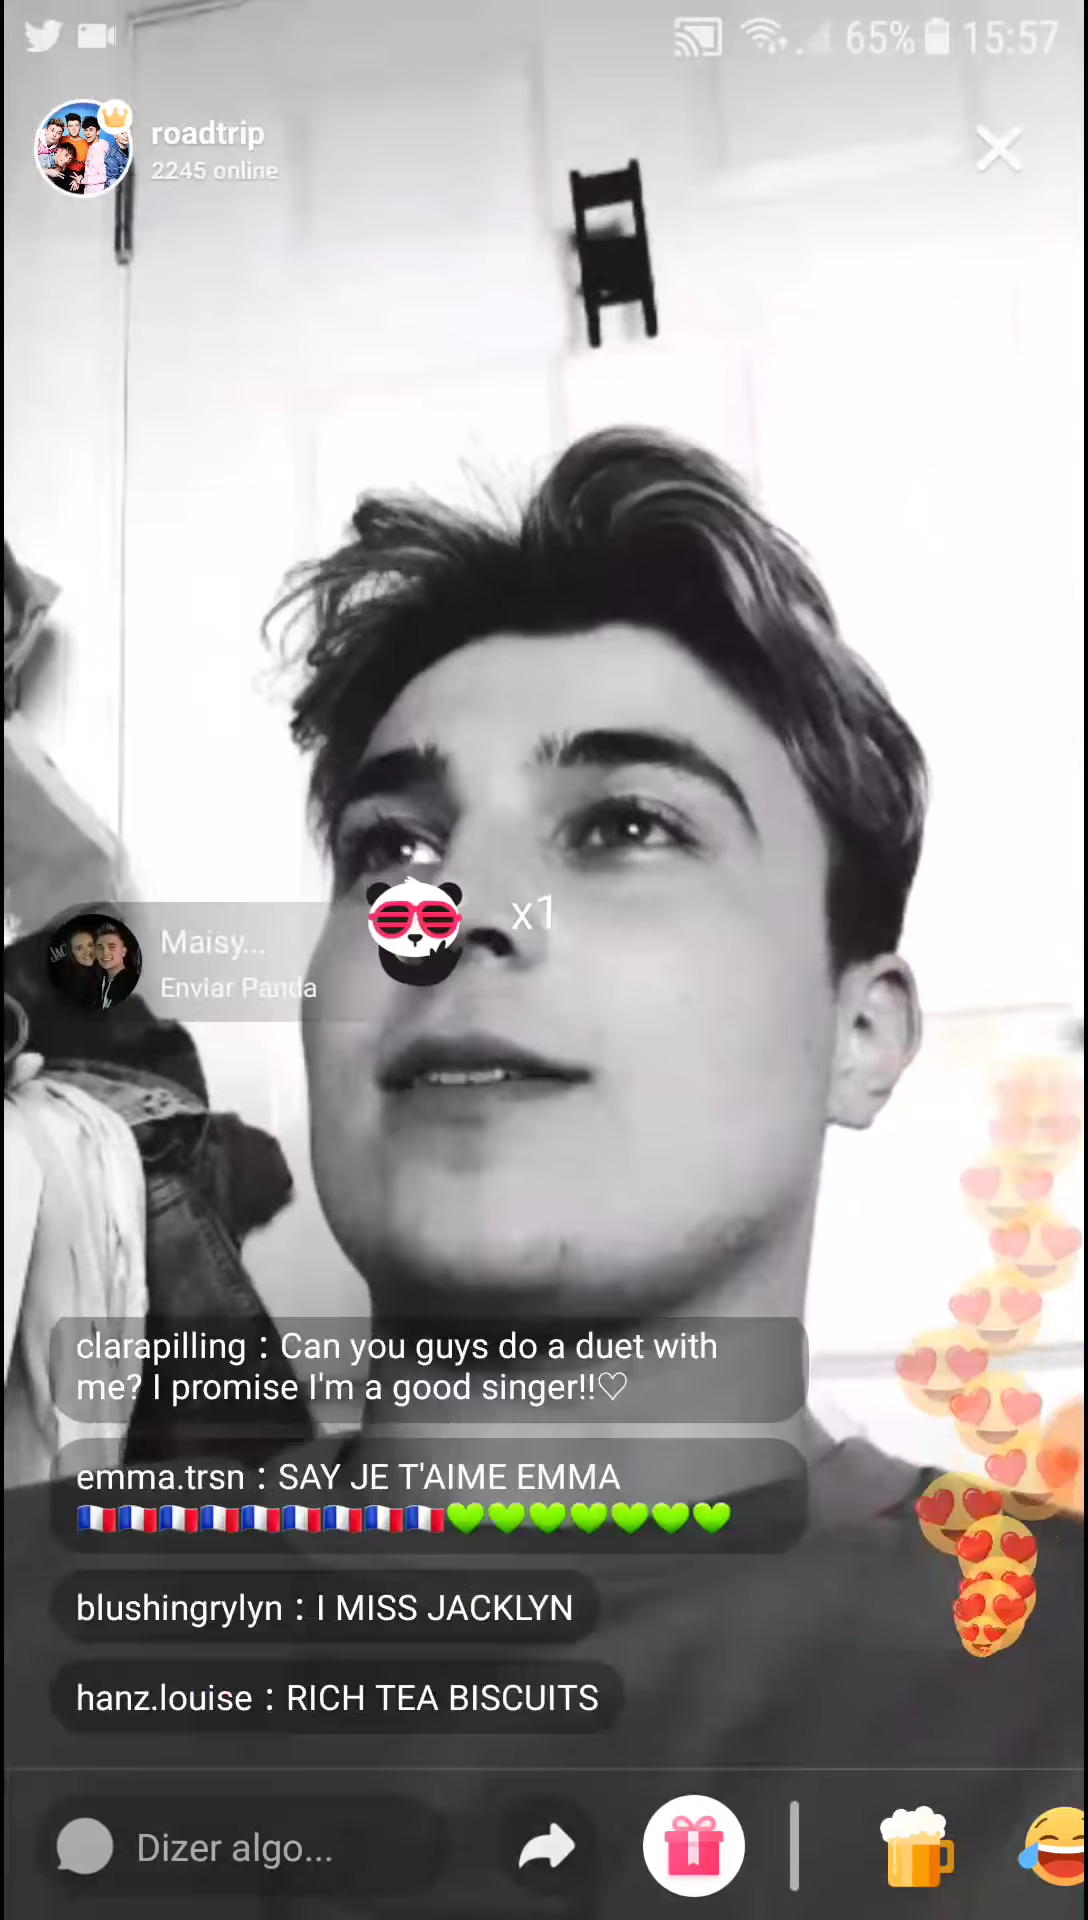 65% 15:57
roadtrip
2245 online
Maisy...
Enviar Panda
x1
clarapilling : Can you guys do a duet with
me? I promise I'm a good singer!!♡
emma.trsn : SAY JE T'AIME EMMA
🇫🇷🇫🇷🇫🇷🇫🇷🇫🇷🇫🇷🇫🇷🇫🇷🇫🇷💚💚💚💚💚💚💚
blushingrylyn : I MISS JACKLYN
hanz.louise : RICH TEA BISCUITS
Dizer algo...